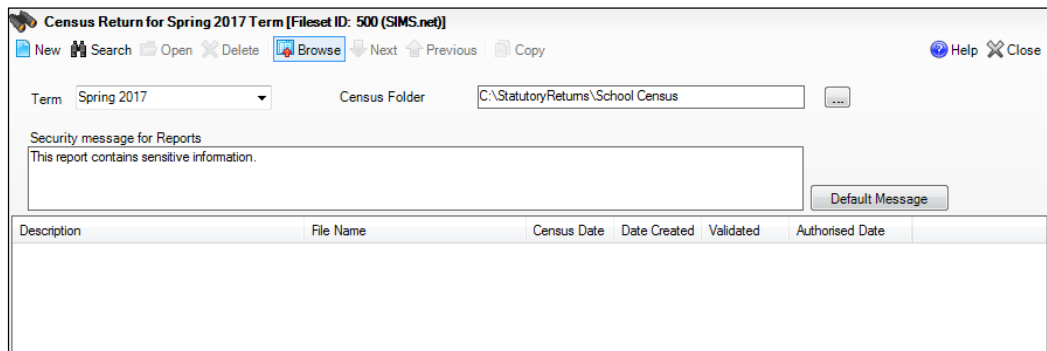 Census Return for Spring 2017 Term [Fileset ID: 500 (SIMS.net)]
New Search Open Delete Browse Next Previous Copy Help Close
Term Spring 2017 Census Folder C:\StatutoryReturns\School Census ...
Security message for Reports
This report contains sensitive information.
Default Message
Description File Name Census Date Date Created Validated Authorised Date